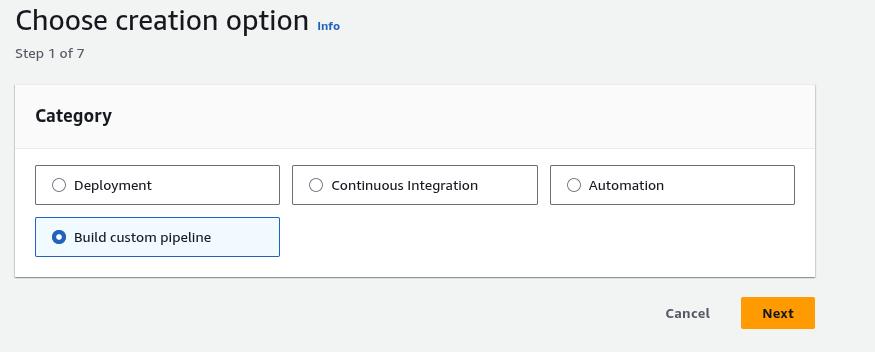 Choose creation option Info
Step 1 of 7
Category
Deployment
Continuous Integration
Automation
Build custom pipeline
Cancel
Next